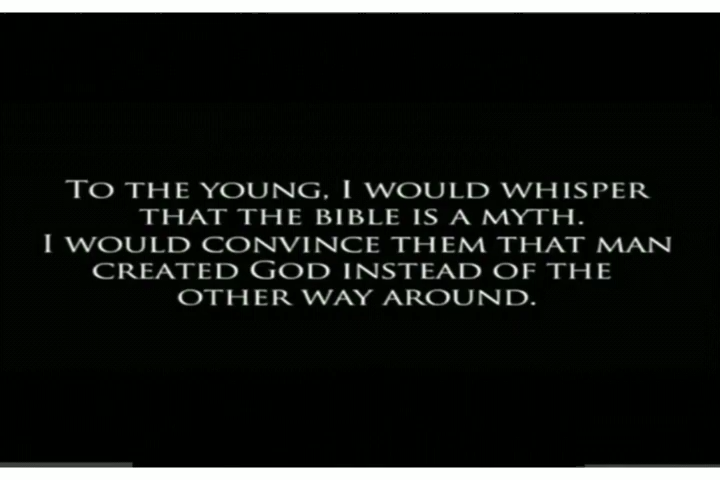 TO THE YOUNG, I WOULD WHISPER
THAT THE BIBLE IS A MYTH.
I WOULD CONVINCE THEM THAT MAN
CREATED GOD INSTEAD OF THE
OTHER WAY AROUND.